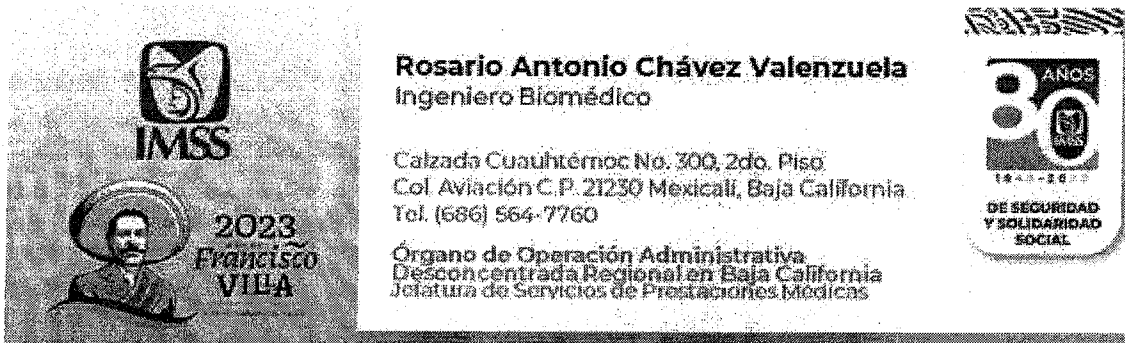 IMSS
2023
Francisco
VILLA
Rosario Antonio Chávez Valenzuela
Ingeniero Biomédico
Calzada Cuauhtémoc No. 300, 2do. Piso
Col. Aviación C.P. 21230 Mexicali, Baja California
Tel. (686) 564-7760
Órgano de Operación Administrativa
Desconcentrada Regional en Baja California
Jefatura de Servicios de Prestaciones Médicas
80 AÑOS
IMSS
DE SEGURIDAD
Y SOLIDARIDAD
SOCIAL